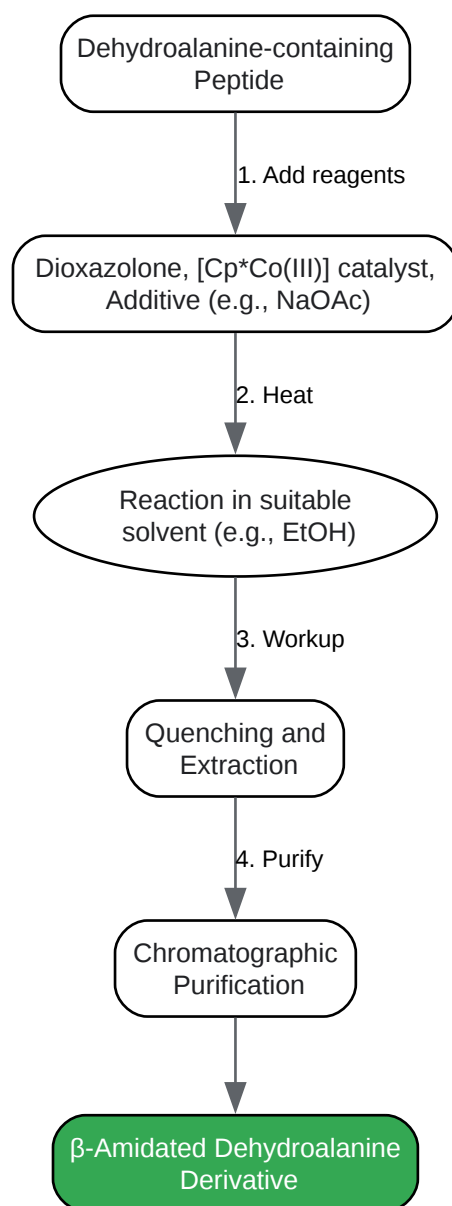 Dehydroalanine-containing
Peptide
1. Add reagents
Dioxazolone, [Cp*Co(III)] catalyst,
Additive (e.g., NaOAc)
2. Heat
Reaction in suitable
solvent (e.g., EtOH)
3. Workup
Quenching and
Extraction
4. Purify
Chromatographic
Purification
β-Amidated Dehydroalanine
Derivative